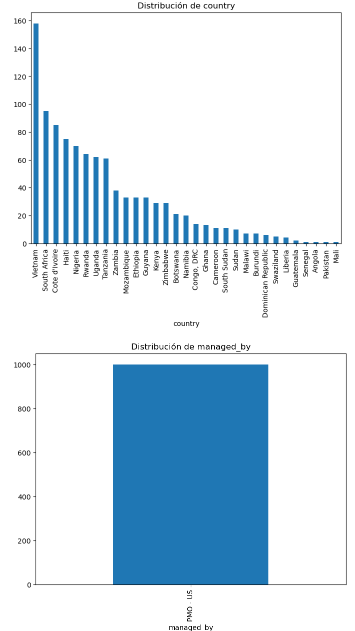 Distribución de country
160
140
120
100
80
60
40
20
0
Vietnam
South Africa
Cote d'Ivoire
Haiti
Nigeria
Rwanda
Uganda
Tanzania
Zambia
Mozambique
Ethiopia
Guyana
Kenya
Zimbabwe
Botswana
Namibia
Congo, DRC
Ghana
Cameroon
South Sudan
Sudan
Malawi
Burundi
Dominican Republic
Swaziland
Liberia
Guatemala
Senegal
Angola
Pakistan
Mali
country
Distribución de managed_by
1000
800
600
400
200
0
PMO - US
managed_by